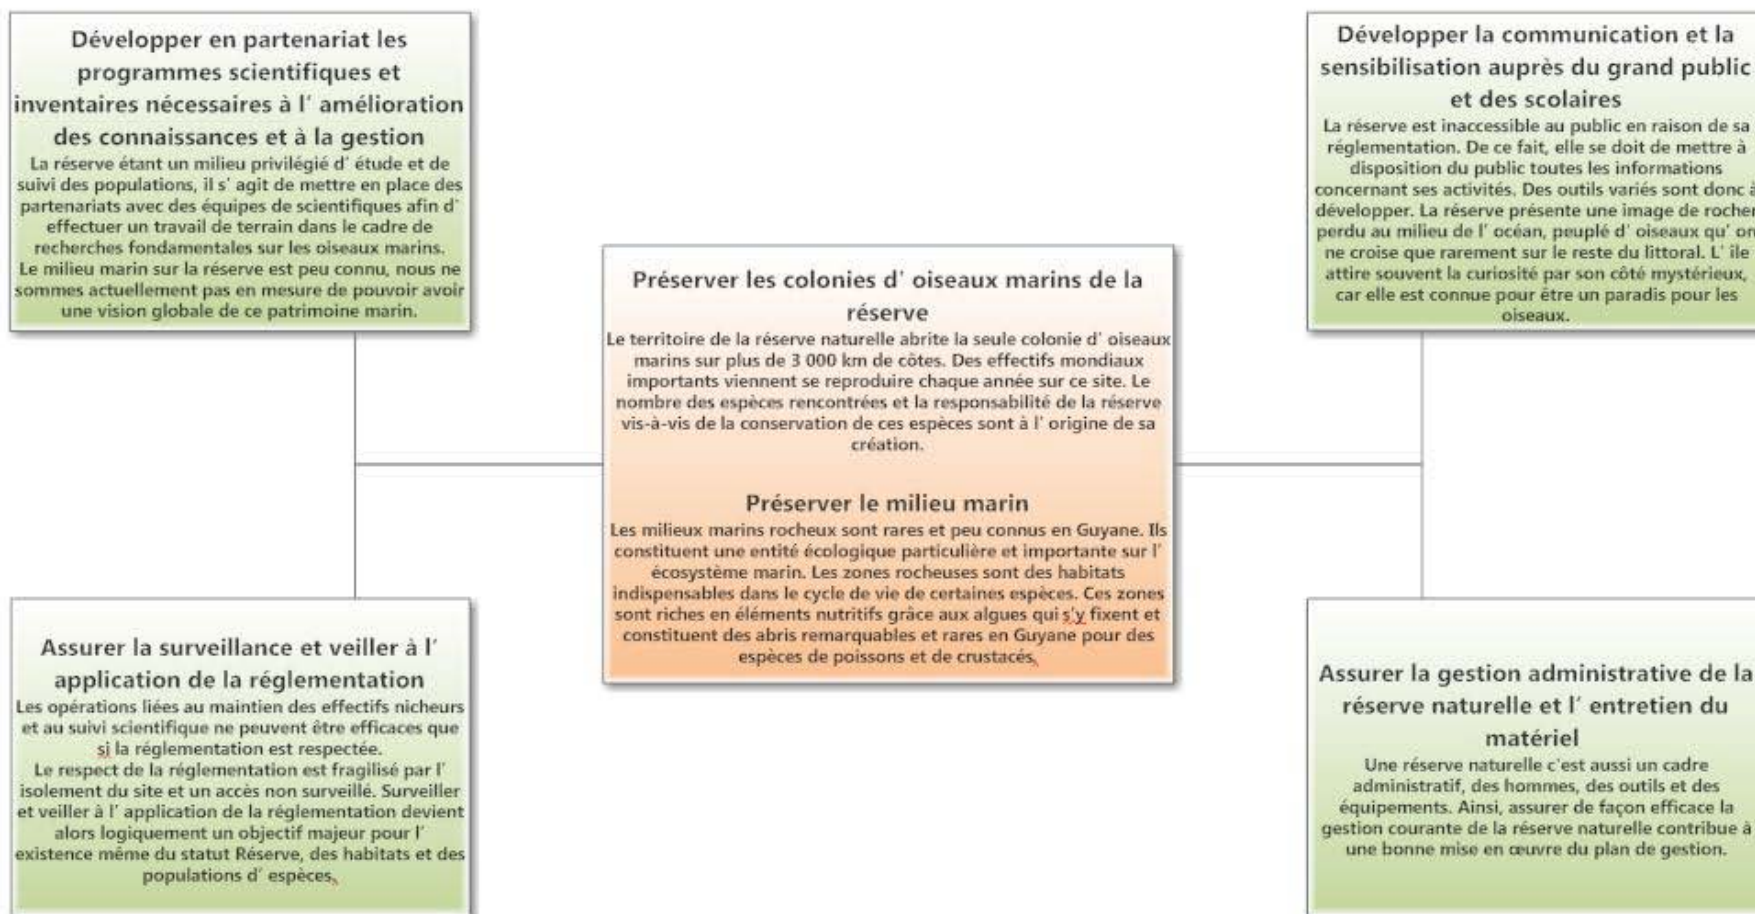 Développer en partenariat les
programmes scientifiques et
inventaires nécessaires à l' amélioration
des connaissances et à la gestion
La réserve étant un milieu privilégié d' étude et de
suivi des populations, il s' agit de mettre en place des
partenariats avec des équipes de scientifiques afin d'
effectuer un travail de terrain dans le cadre de
recherches fondamentales sur les oiseaux marins.
Le milieu marin sur la réserve est peu connu, nous ne
sommes actuellement pas en mesure de pouvoir avoir
une vision globale de ce patrimoine marin.
Développer la communication et la
sensibilisation auprès du grand public
et des scolaires
La réserve est inaccessible au public en raison de sa
réglementation. De ce fait, elle se doit de mettre à
disposition du public toutes les informations
concernant ses activités. Des outils variés sont donc à
développer. La réserve présente une image de rocher
perdu au milieu de l' océan, peuplé d' oiseaux qu' on
ne croise que rarement sur le reste du littoral. L' île
attire souvent la curiosité par son côté mystérieux,
car elle est connue pour être un paradis pour les
oiseaux.
Préserver les colonies d' oiseaux marins de la
réserve
Le territoire de la réserve naturelle abrite la seule colonie d' oiseaux
marins sur plus de 3 000 km de côtes. Des effectifs mondiaux
importants viennent se reproduire chaque année sur ce site. Le
nombre des espèces rencontrées et la responsabilité de la réserve
vis-à-vis de la conservation de ces espèces sont à l' origine de sa
création.
Préserver le milieu marin
Les milieux marins rocheux sont rares et peu connus en Guyane. Ils
constituent une entité écologique particulière et importante sur l'
écosystème marin. Les zones rocheuses sont des habitats
indispensables dans le cycle de vie de certaines espèces. Ces zones
sont riches en éléments nutritifs grâce aux algues qui s'y fixent et
constituent des abris remarquables et rares en Guyane pour des
espèces de poissons et de crustacés.
Assurer la surveillance et veiller à l'
application de la réglementation
Les opérations liées au maintien des effectifs nicheurs
et au suivi scientifique ne peuvent être efficaces que
si la réglementation est respectée.
Le respect de la réglementation est fragilisé par l'
isolement du site et un accès non surveillé. Surveiller
et veiller à l' application de la réglementation devient
alors logiquement un objectif majeur pour l'
existence même du statut Réserve, des habitats et des
populations d' espèces.
Assurer la gestion administrative de la
réserve naturelle et l' entretien du
matériel
Une réserve naturelle c'est aussi un cadre
administratif, des hommes, des outils et des
équipements. Ainsi, assurer de façon efficace la
gestion courante de la réserve naturelle contribue à
une bonne mise en œuvre du plan de gestion.